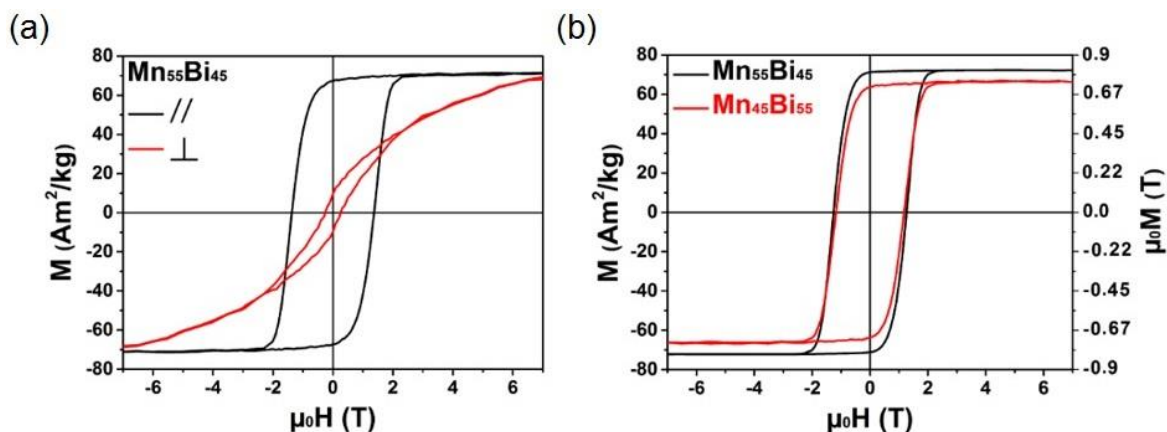 (a)
80
60
40
20
0
-20
-40
-60
-80
M (Am²/kg)
Mn₅₅Bi₄₅
//
⊥
-6 -4 -2 0 2 4 6
μ₀H (T)
(b)
80
60
40
20
0
-20
-40
-60
-80
M (Am²/kg)
Mn₅₅Bi₄₅
Mn₄₅Bi₅₅
0.9
0.67
0.45
0.22
0.0
-0.22
-0.45
-0.67
-0.9
μ₀M (T)
-6 -4 -2 0 2 4 6
μ₀H (T)